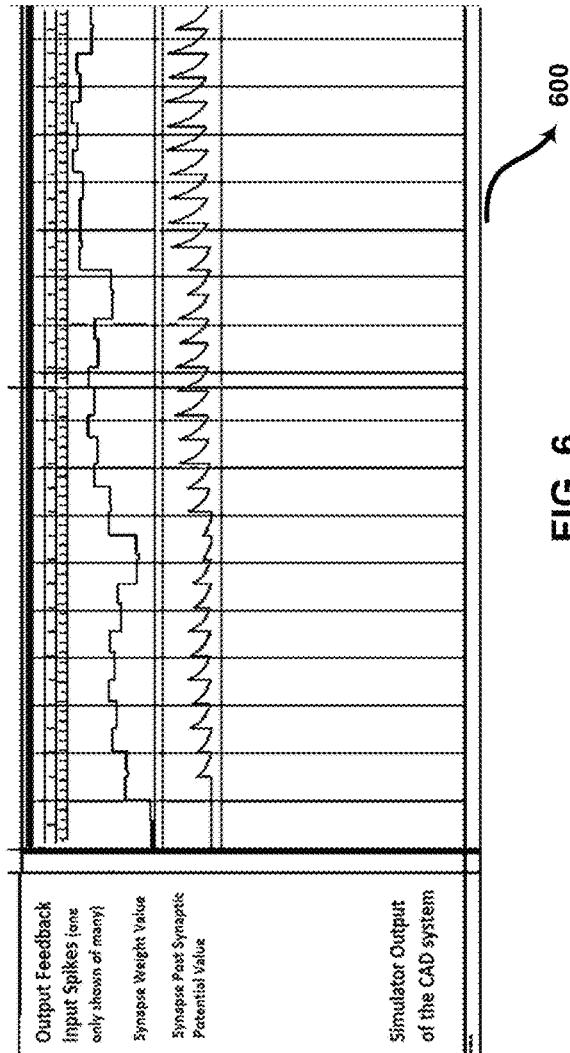 Output Feedback
Input Spikes (one
only shown of many)
Synapse Weight Value
Synapse Post Synaptic
Potential Value
Simulator Output
of the CAD system
600
FIG. 6